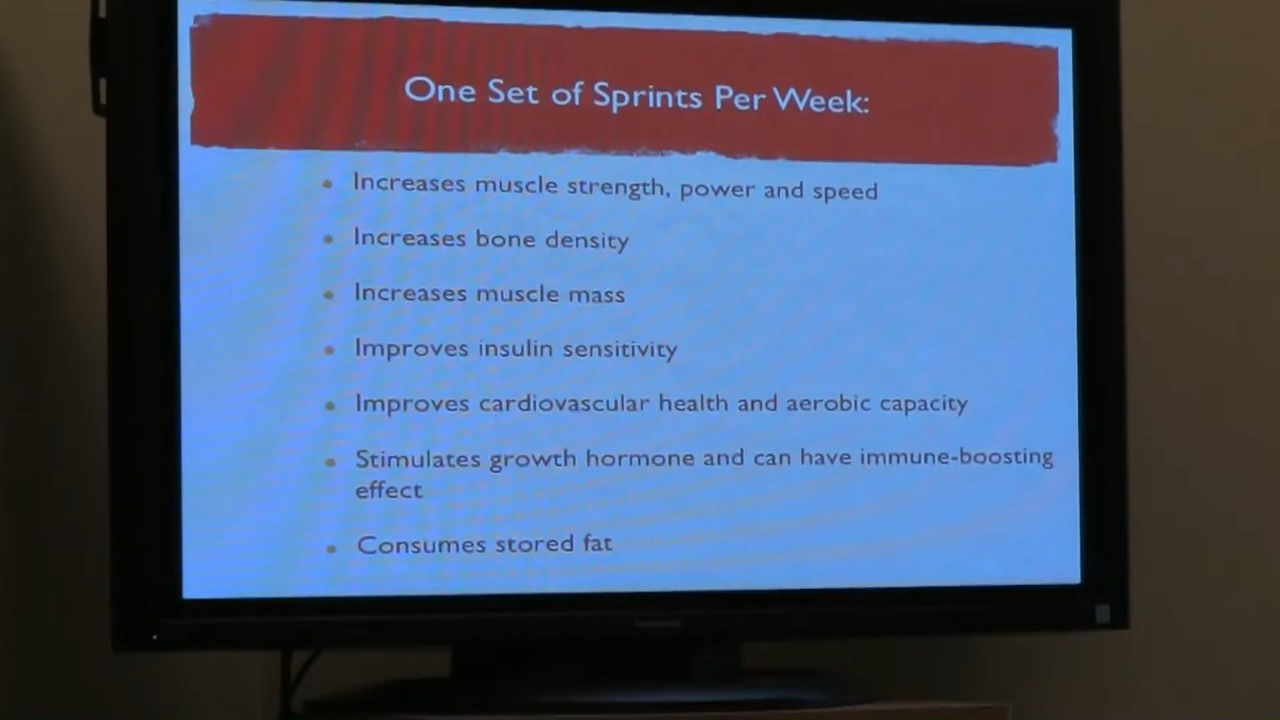 One Set of Sprints Per Week:
• Increases muscle strength, power and speed
• Increases bone density
• Increases muscle mass
• Improves insulin sensitivity
• Improves cardiovascular health and aerobic capacity
• Stimulates growth hormone and can have immune-boosting
effect
• Consumes stored fat